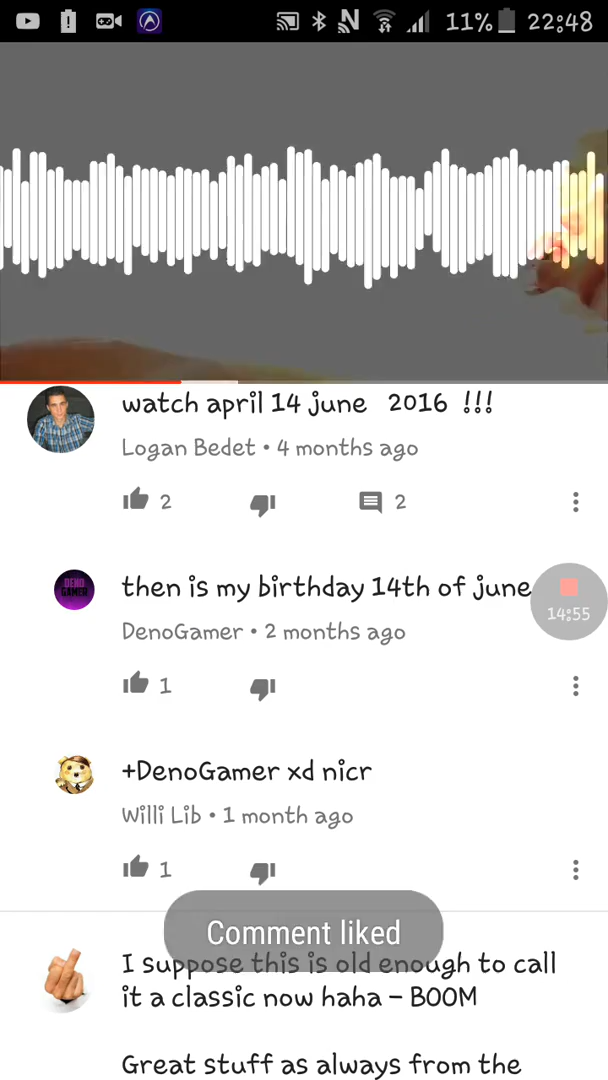 11% 22:48
watch april 14 june 2016 !!!
Logan Bedet • 4 months ago
2 2
DENO
GAMER
then is my birthday 14th of june
14:55
DenoGamer • 2 months ago
1
+DenoGamer xd nicr
Willi Lib • 1 month ago
1
Comment liked
I suppose this is old enough to call
it a classic now haha – BOOM
Great stuff as always from the